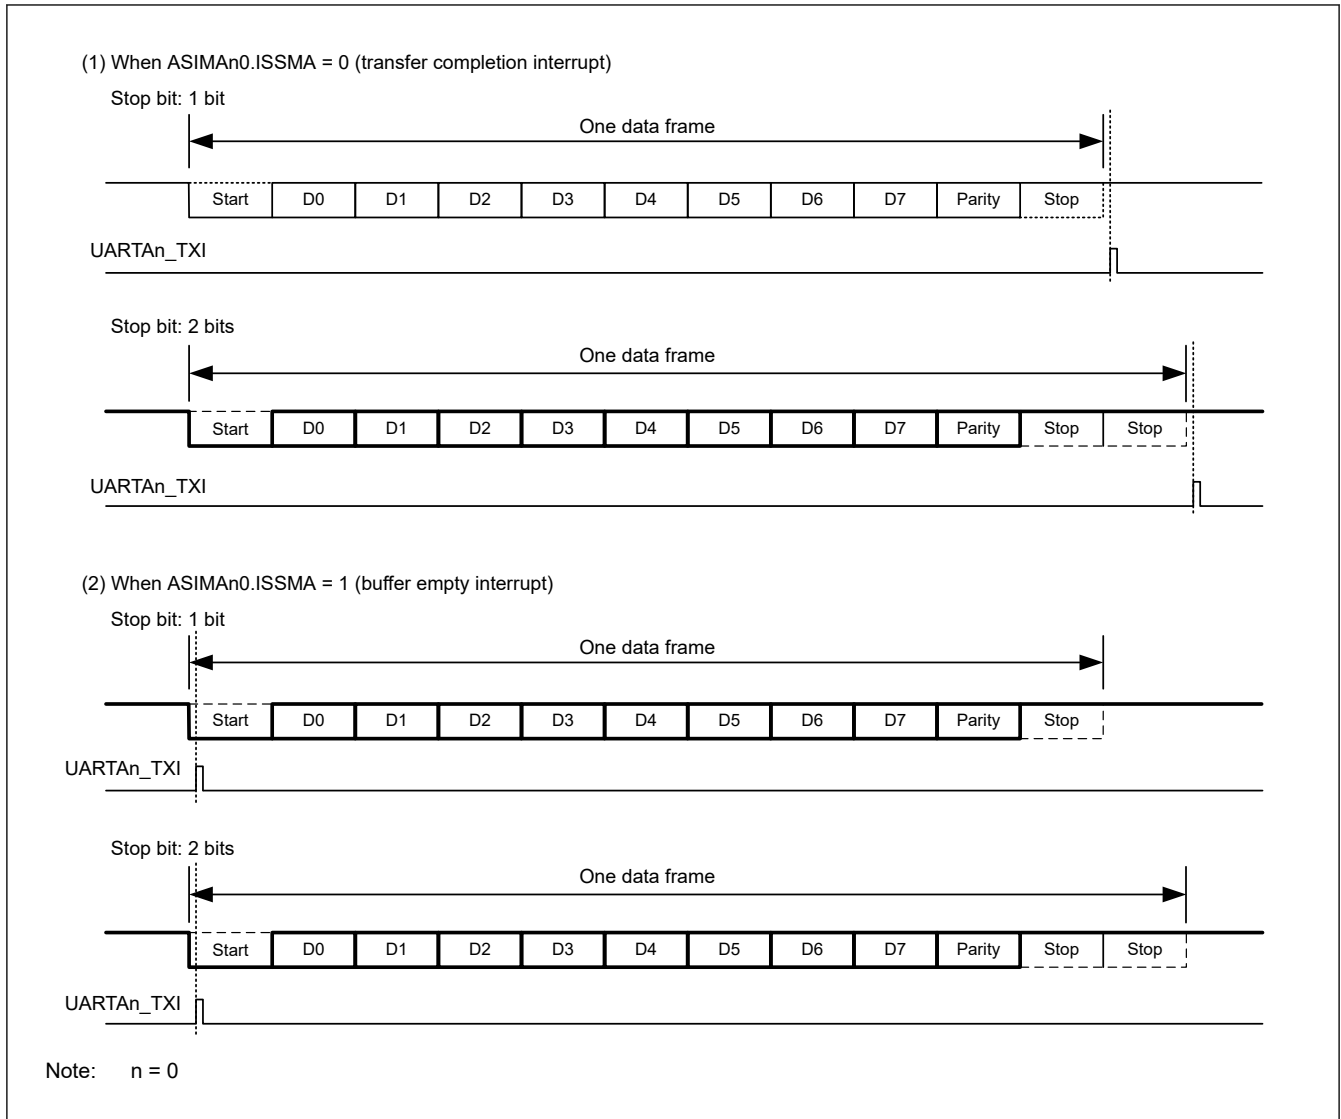 (1) When ASIMAn0.ISSMA = 0 (transfer completion interrupt)
Stop bit: 1 bit
One data frame
Start D0 D1 D2 D3 D4 D5 D6 D7 Parity Stop
UARTAn_TXI
Stop bit: 2 bits
One data frame
Start D0 D1 D2 D3 D4 D5 D6 D7 Parity Stop Stop
UARTAn_TXI
(2) When ASIMAn0.ISSMA = 1 (buffer empty interrupt)
Stop bit: 1 bit
One data frame
Start D0 D1 D2 D3 D4 D5 D6 D7 Parity Stop
UARTAn_TXI
Stop bit: 2 bits
One data frame
Start D0 D1 D2 D3 D4 D5 D6 D7 Parity Stop Stop
UARTAn_TXI
Note: n = 0